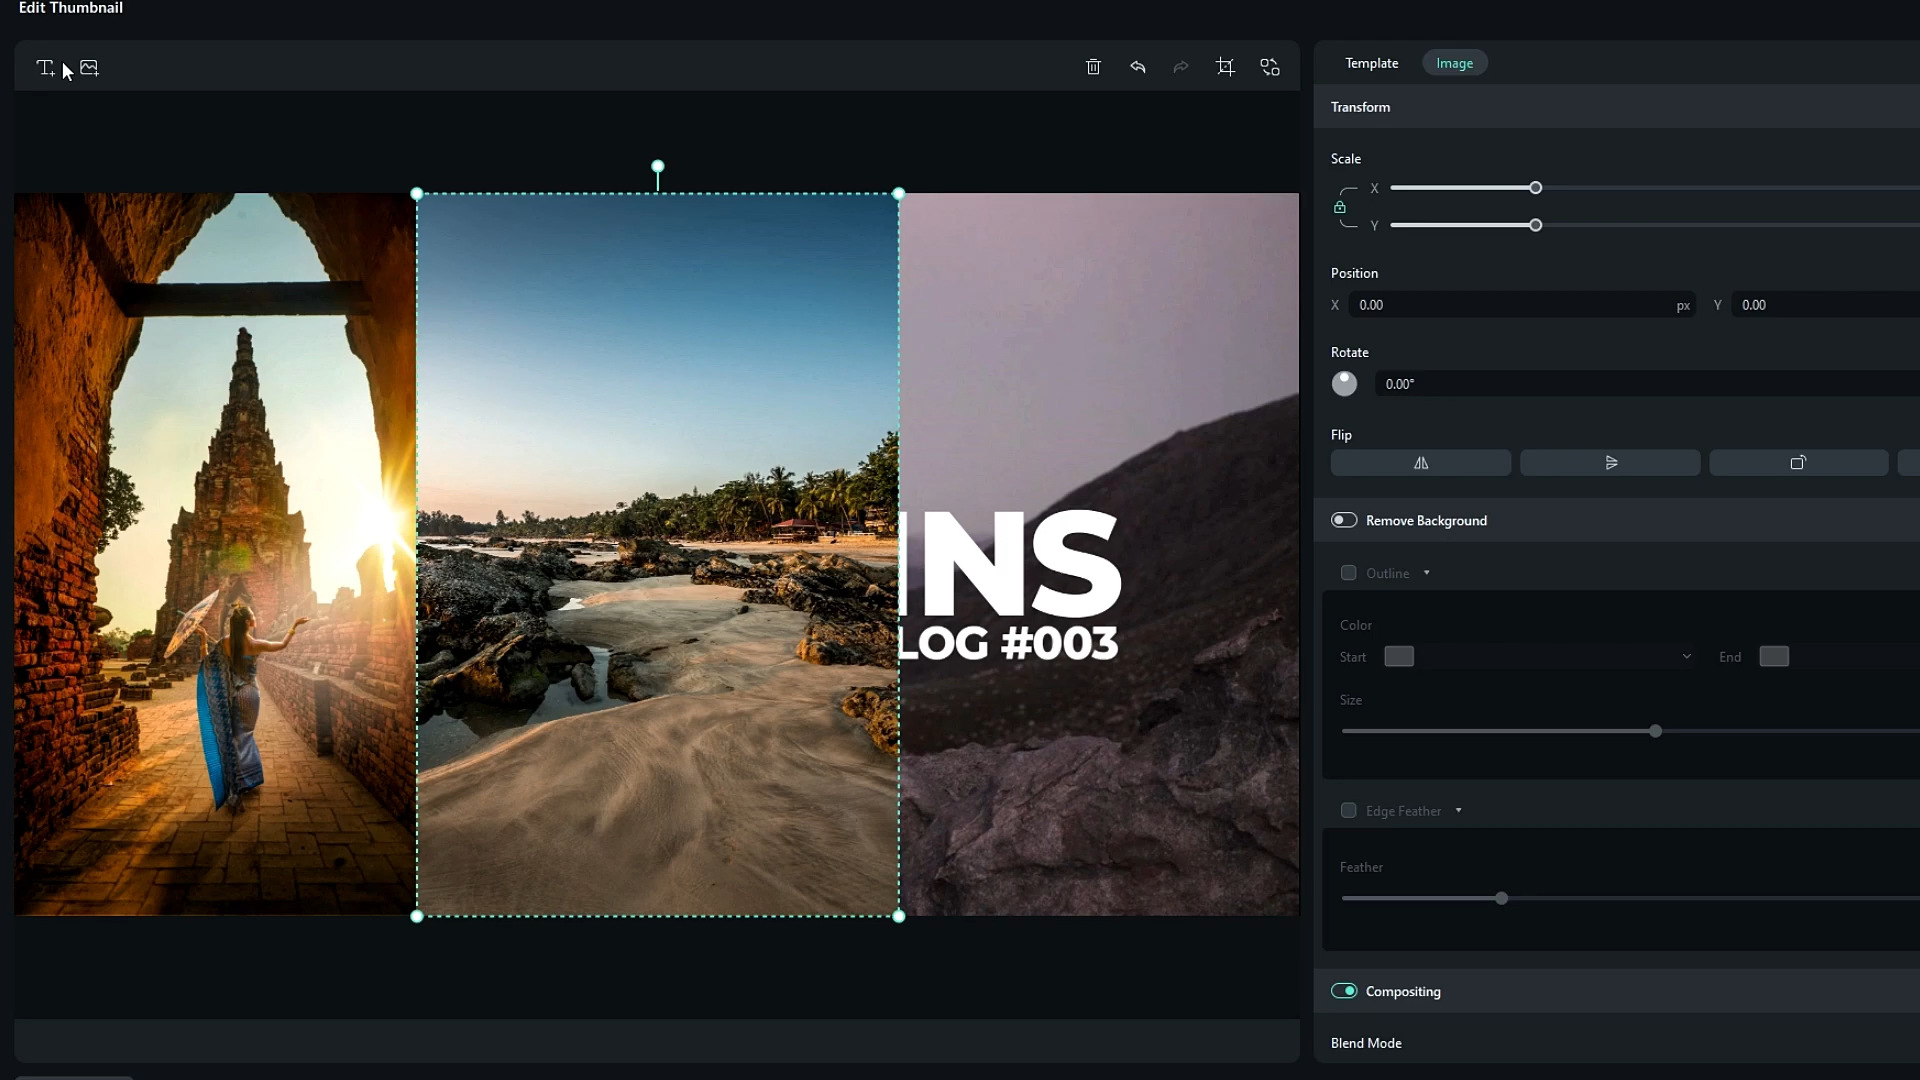 Edit Thumbnail
Template Image
Transform
Scale
X
Y
Position
X 0.00 px Y 0.00
Rotate
0.00°
Flip
Remove Background
Outline
Color
Start End
Size
Edge Feather
Feather
Compositing
Blend Mode
INS
LOG #003